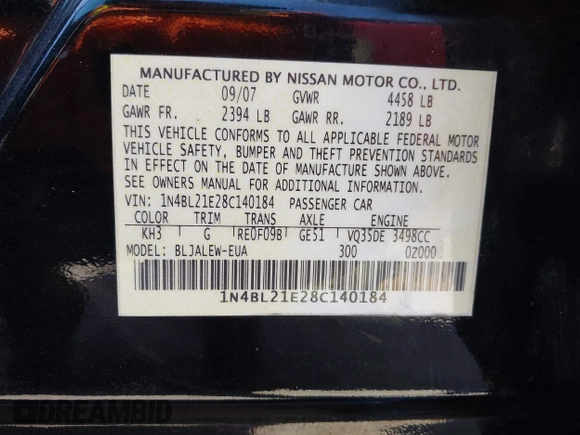 MANUFACTURED BY NISSAN MOTOR CO., LTD.
DATE 09/07 GVWR 4458 LB
GAWR FR. 2394 LB GAWR RR. 2189 LB
THIS VEHICLE CONFORMS TO ALL APPLICABLE FEDERAL MOTOR
VEHICLE SAFETY, BUMPER AND THEFT PREVENTION STANDARDS
IN EFFECT ON THE DATE OF MANUFACTURE SHOWN ABOVE.
SEE OWNERS MANUAL FOR ADDITIONAL INFORMATION.
VIN: 1N4BL21E28C140184 PASSENGER CAR
COLOR TRIM TRANS AXLE ENGINE
KH3 G RE0F09B GE51 VQ35DE 3498CC
MODEL: BLJALEW-EUA 300 0Z000
1N4BL21E28C140184
DREAMBID